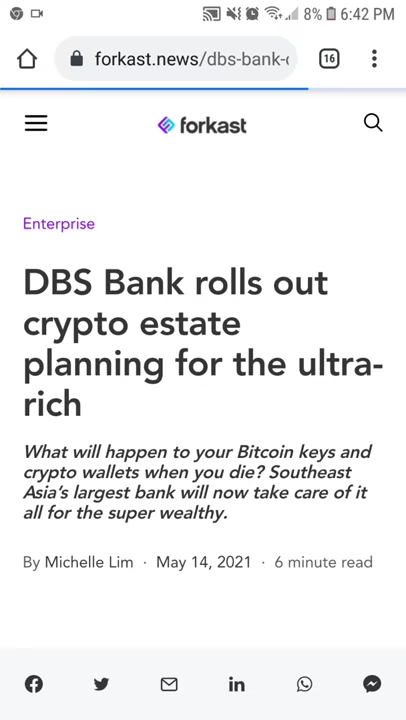 8% 6:42 PM
forkast.news/dbs-bank-c
16
forkast
Enterprise
DBS Bank rolls out
crypto estate
planning for the ultra-
rich
What will happen to your Bitcoin keys and
crypto wallets when you die? Southeast
Asia's largest bank will now take care of it
all for the super wealthy.
By Michelle Lim · May 14, 2021 · 6 minute read